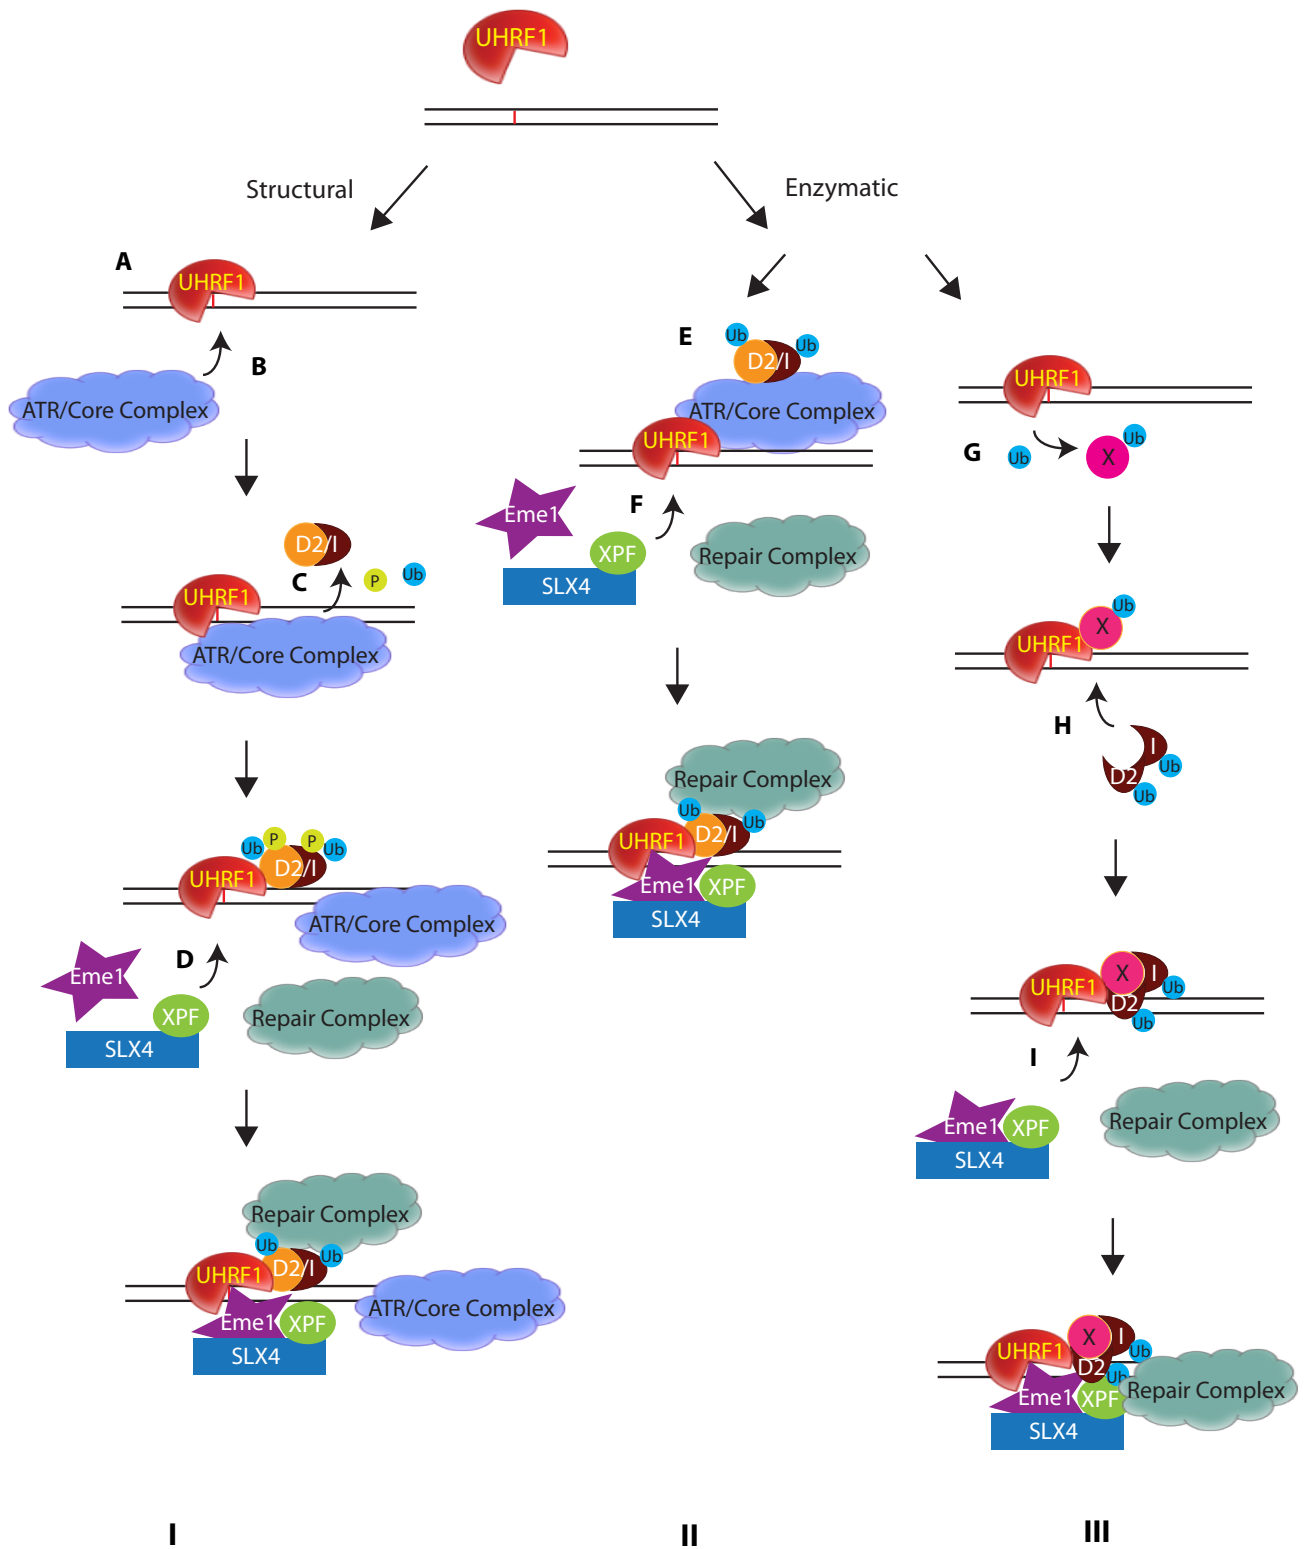 UHRF1
Structural
Enzymatic
A
UHRF1
B
ATR/Core Complex
C
D2/I
P
Ub
UHRF1
ATR/Core Complex
Ub
P
P
Ub
UHRF1
D2/I
ATR/Core Complex
D
Eme1
XPF
SLX4
Repair Complex
Repair Complex
Ub
Ub
UHRF1
D2/I
ATR/Core Complex
Eme1
XPF
SLX4
I
E
Ub
Ub
D2/I
ATR/Core Complex
UHRF1
F
Eme1
XPF
SLX4
Repair Complex
Repair Complex
Ub
Ub
UHRF1
D2/I
Eme1
XPF
SLX4
II
UHRF1
G
Ub
X
Ub
Ub
X
UHRF1
H
I
D2
Ub
Ub
X
I
UHRF1
D2
Ub
Ub
I
Eme1
XPF
SLX4
Repair Complex
X
I
UHRF1
D2
Ub
Ub
Eme1
XPF
Repair Complex
SLX4
III